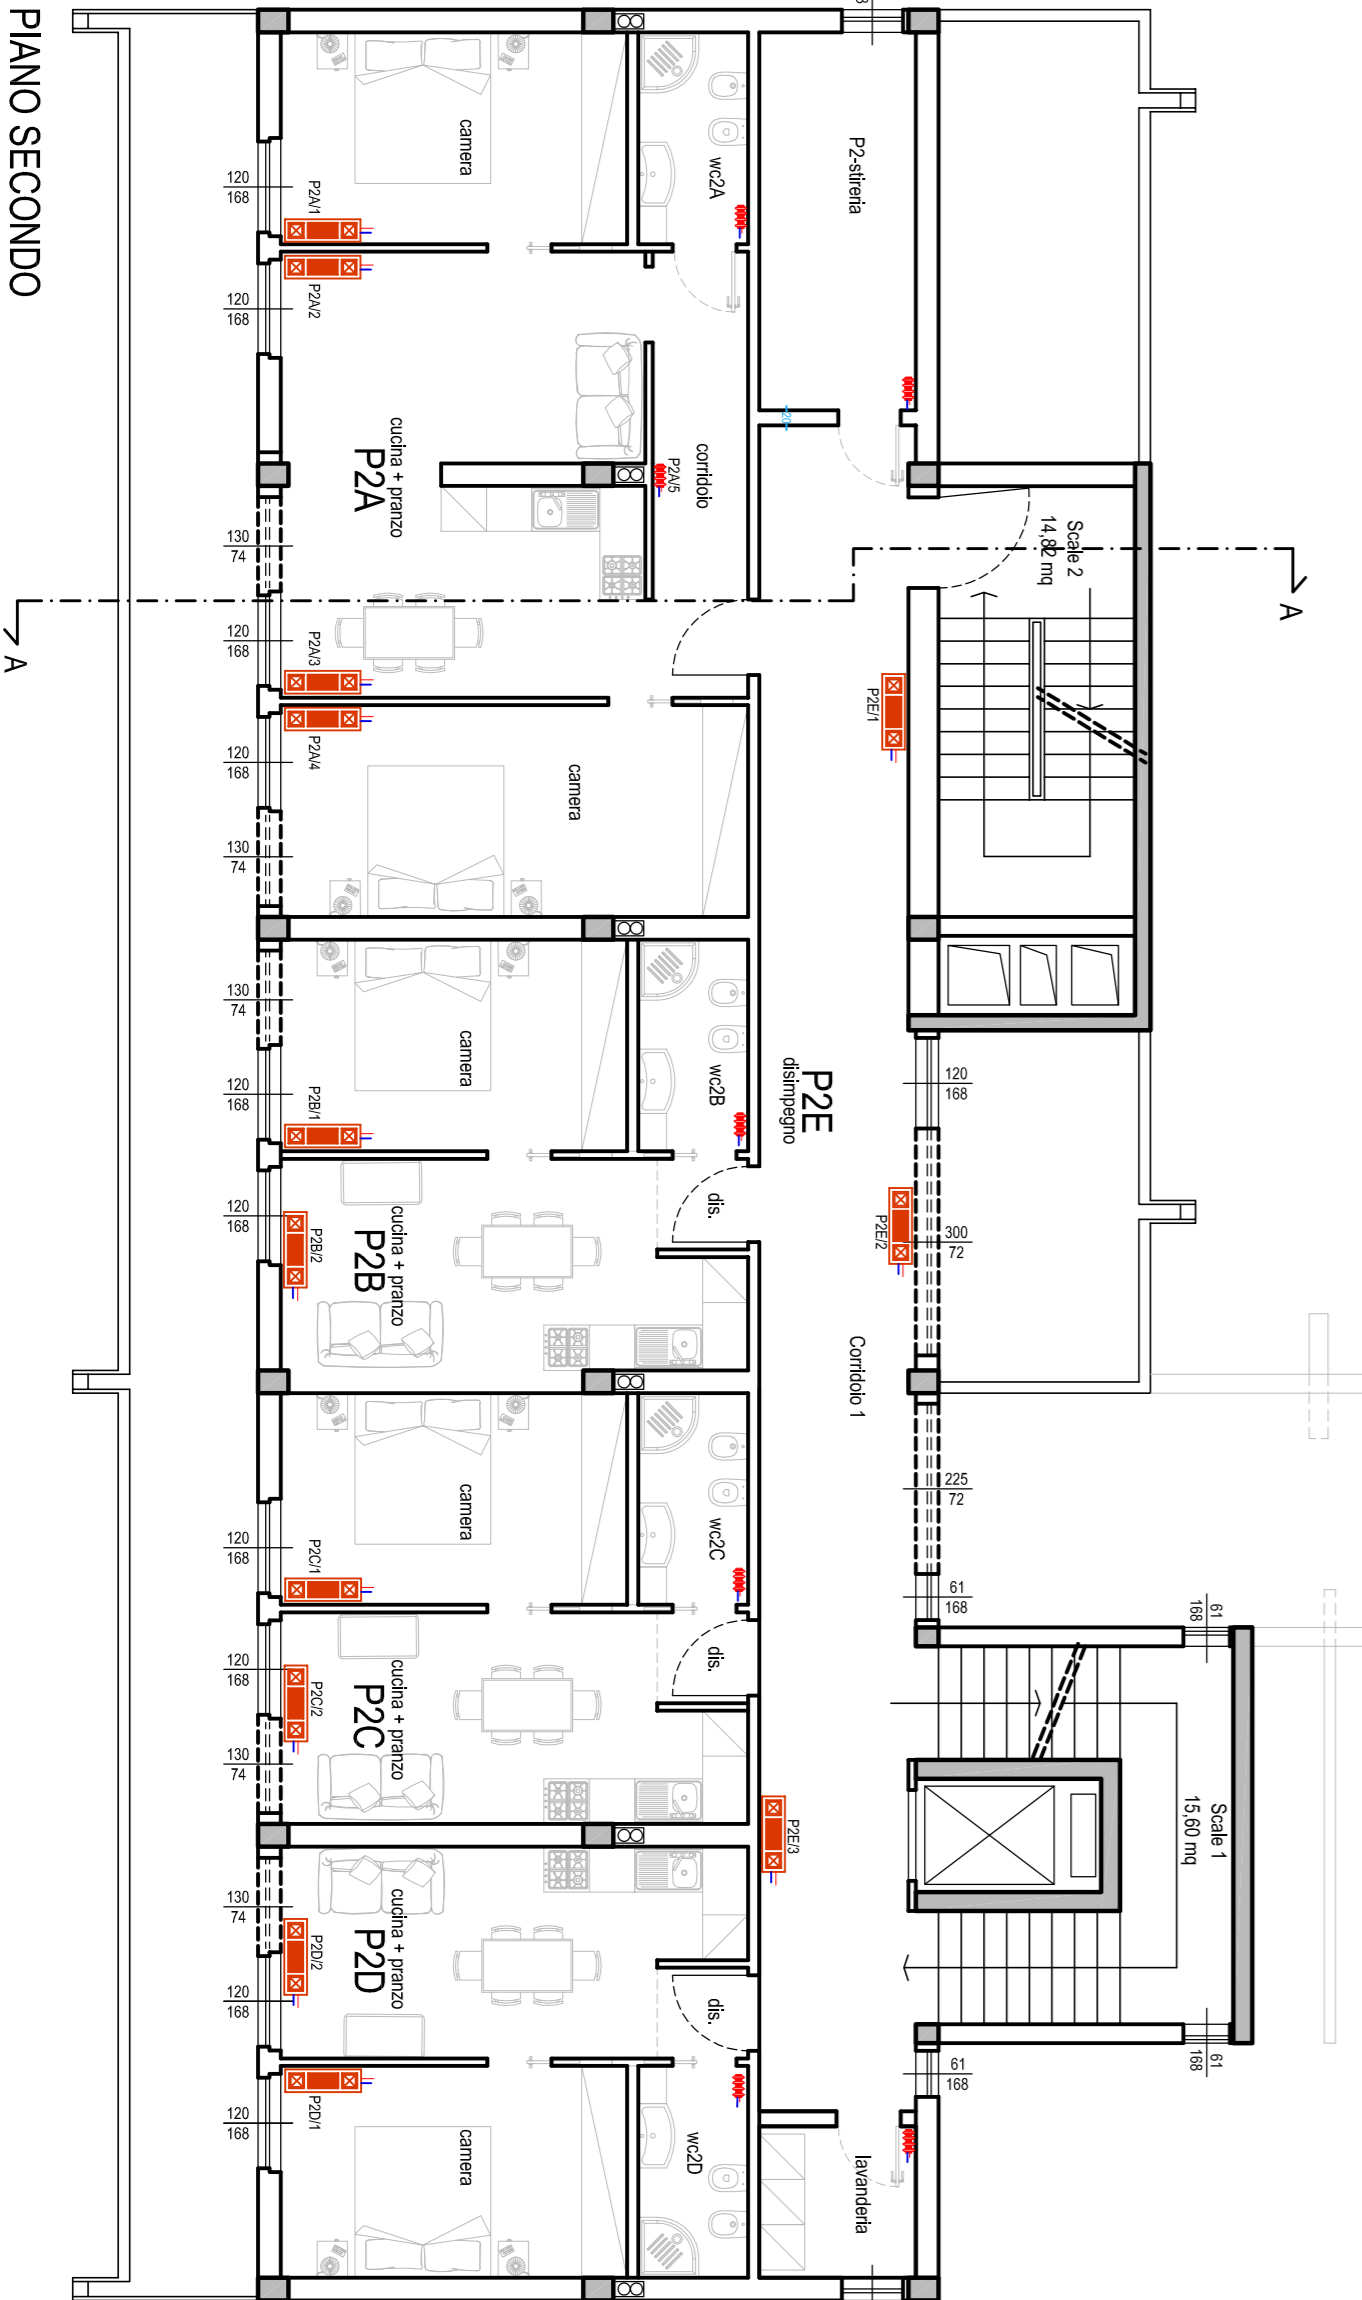 PIANO SECONDO
A
A
Scale 2
14,82 mq
Scale 1
15,60 mq
P2-stireria
20
wc2A
camera
P2A/1
120
168
P2A/2
120
168
corridoio
P2A/5
cucina + pranzo
P2A
130
74
120
168
P2A/3
P2A/4
120
168
camera
130
74
P2E/1
P2E
disimpegno
120
168
P2E/2
300
72
Corridoio 1
225
72
61
168
61
168
130
74
camera
wc2B
120
168
P2B/1
dis.
120
168
P2B/2
cucina + pranzo
P2B
camera
wc2C
120
168
P2C/1
dis.
120
168
P2C/2
cucina + pranzo
P2C
130
74
P2E/3
130
74
cucina + pranzo
P2D
P2D/2
120
168
dis.
61
168
61
168
P2D/1
120
168
camera
wc2D
lavanderia